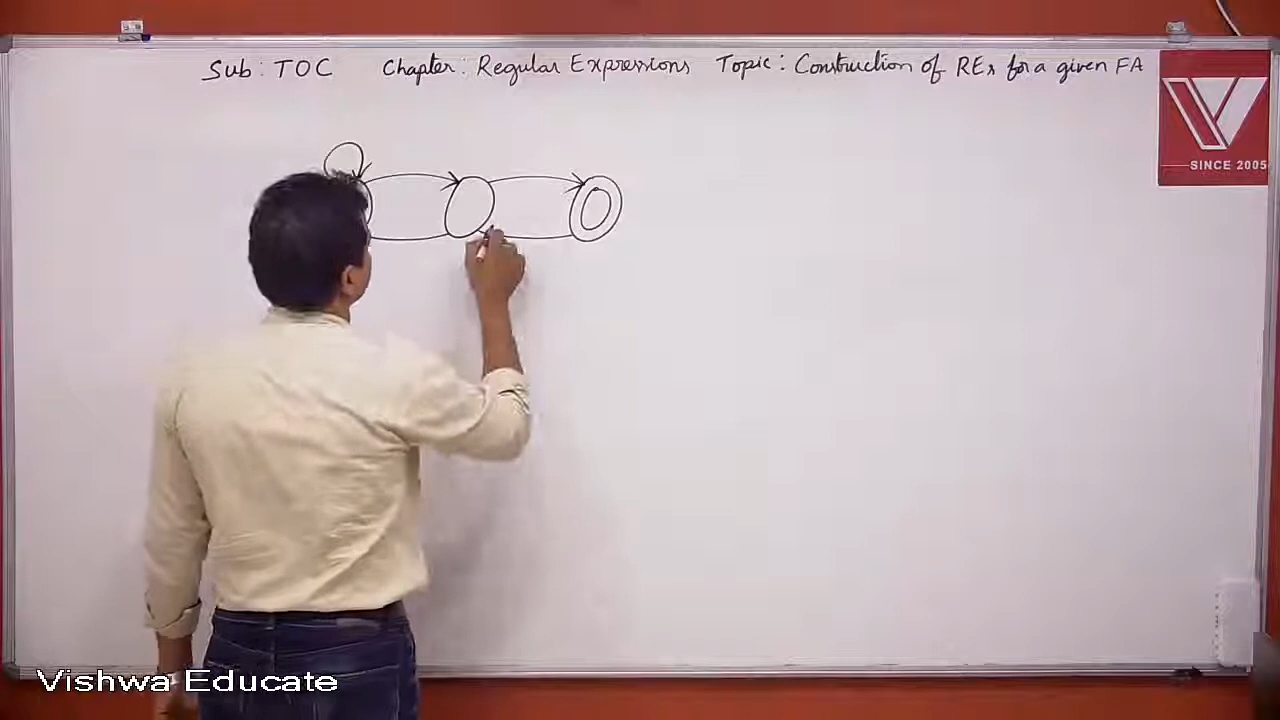 Sub: TOC Chapter: Regular Expressions Topic: Construction of REs for a given FA
SINCE 2005
Vishwa Educate